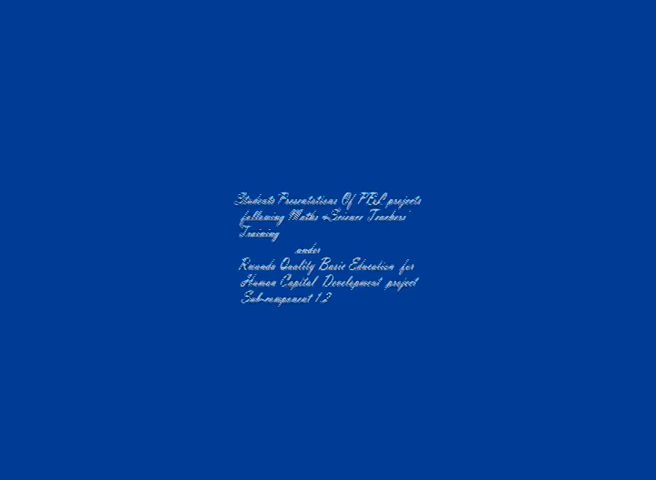 Students Presentations Of PBL projects
following Maths & Science Teachers'
Training
under
Rwanda Quality Basic Education for
Human Capital Development project
Sub-component 1.2